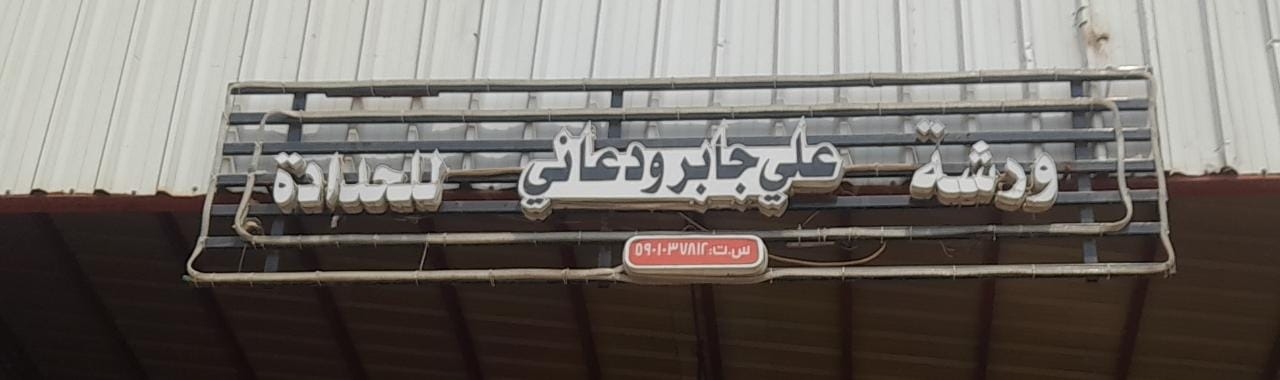 ورشة علي جابر ودعاني للحدادة
س.ت: ٥٩٠١٠٣٧٨١٢